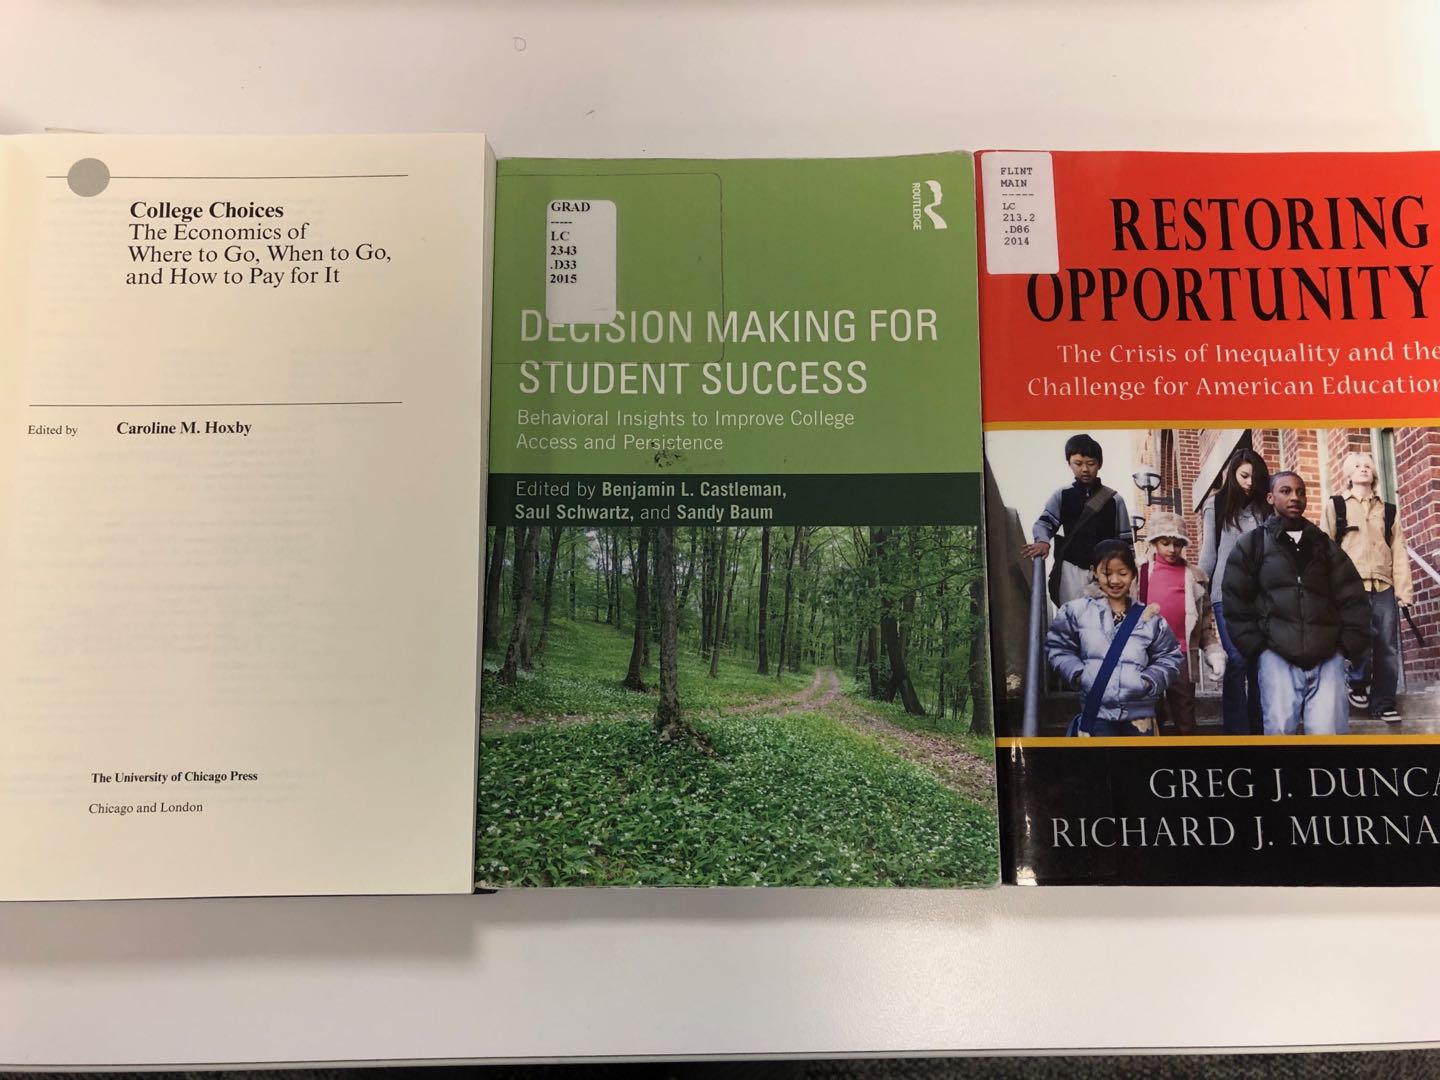 College Choices
The Economics of
Where to Go, When to Go,
and How to Pay for It
Edited by Caroline M. Hoxby
The University of Chicago Press
Chicago and London
GRAD
-----
LC
2343
.D33
2015
ROUTLEDGE
DECISION MAKING FOR
STUDENT SUCCESS
Behavioral Insights to Improve College
Access and Persistence
Edited by Benjamin L. Castleman,
Saul Schwartz, and Sandy Baum
FLINT
MAIN
-----
LC
213.2
.D86
2014
RESTORING
OPPORTUNITY
The Crisis of Inequality and the
Challenge for American Education
GREG J. DUNCA
RICHARD J. MURNA